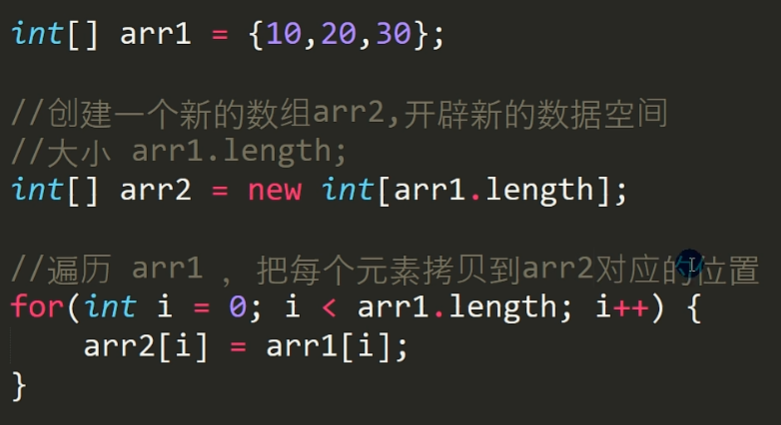 int[] arr1 = {10,20,30};
//创建一个新的数组arr2,开辟新的数据空间
//大小 arr1.length;
int[] arr2 = new int[arr1.length];
//遍历 arr1 ，把每个元素拷贝到arr2对应的位置
for(int i = 0; i < arr1.length; i++) {
    arr2[i] = arr1[i];
}